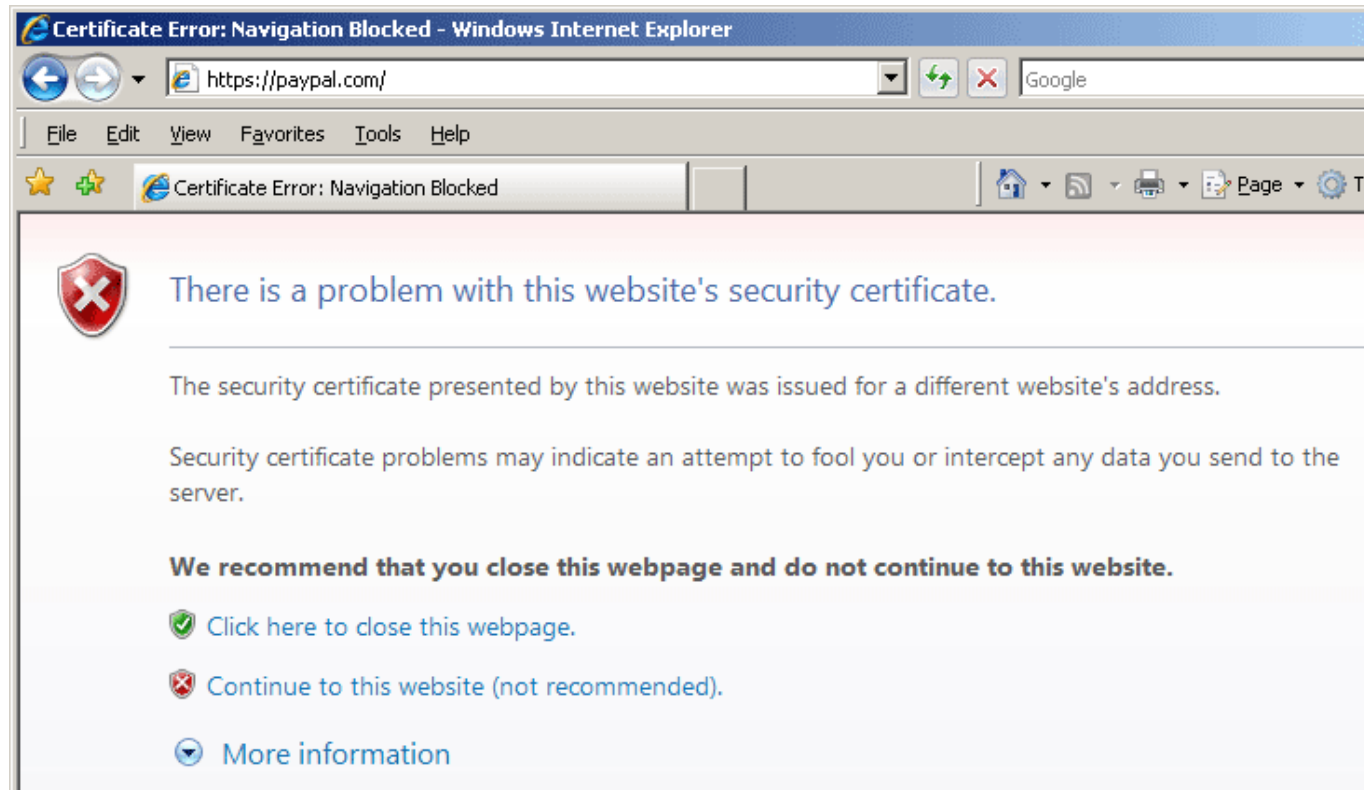 Certificate Error: Navigation Blocked - Windows Internet Explorer
https://paypal.com/ Google
File Edit View Favorites Tools Help
Certificate Error: Navigation Blocked Page T
There is a problem with this website's security certificate.
The security certificate presented by this website was issued for a different website's address.
Security certificate problems may indicate an attempt to fool you or intercept any data you send to the
server.
We recommend that you close this webpage and do not continue to this website.
Click here to close this webpage.
Continue to this website (not recommended).
More information